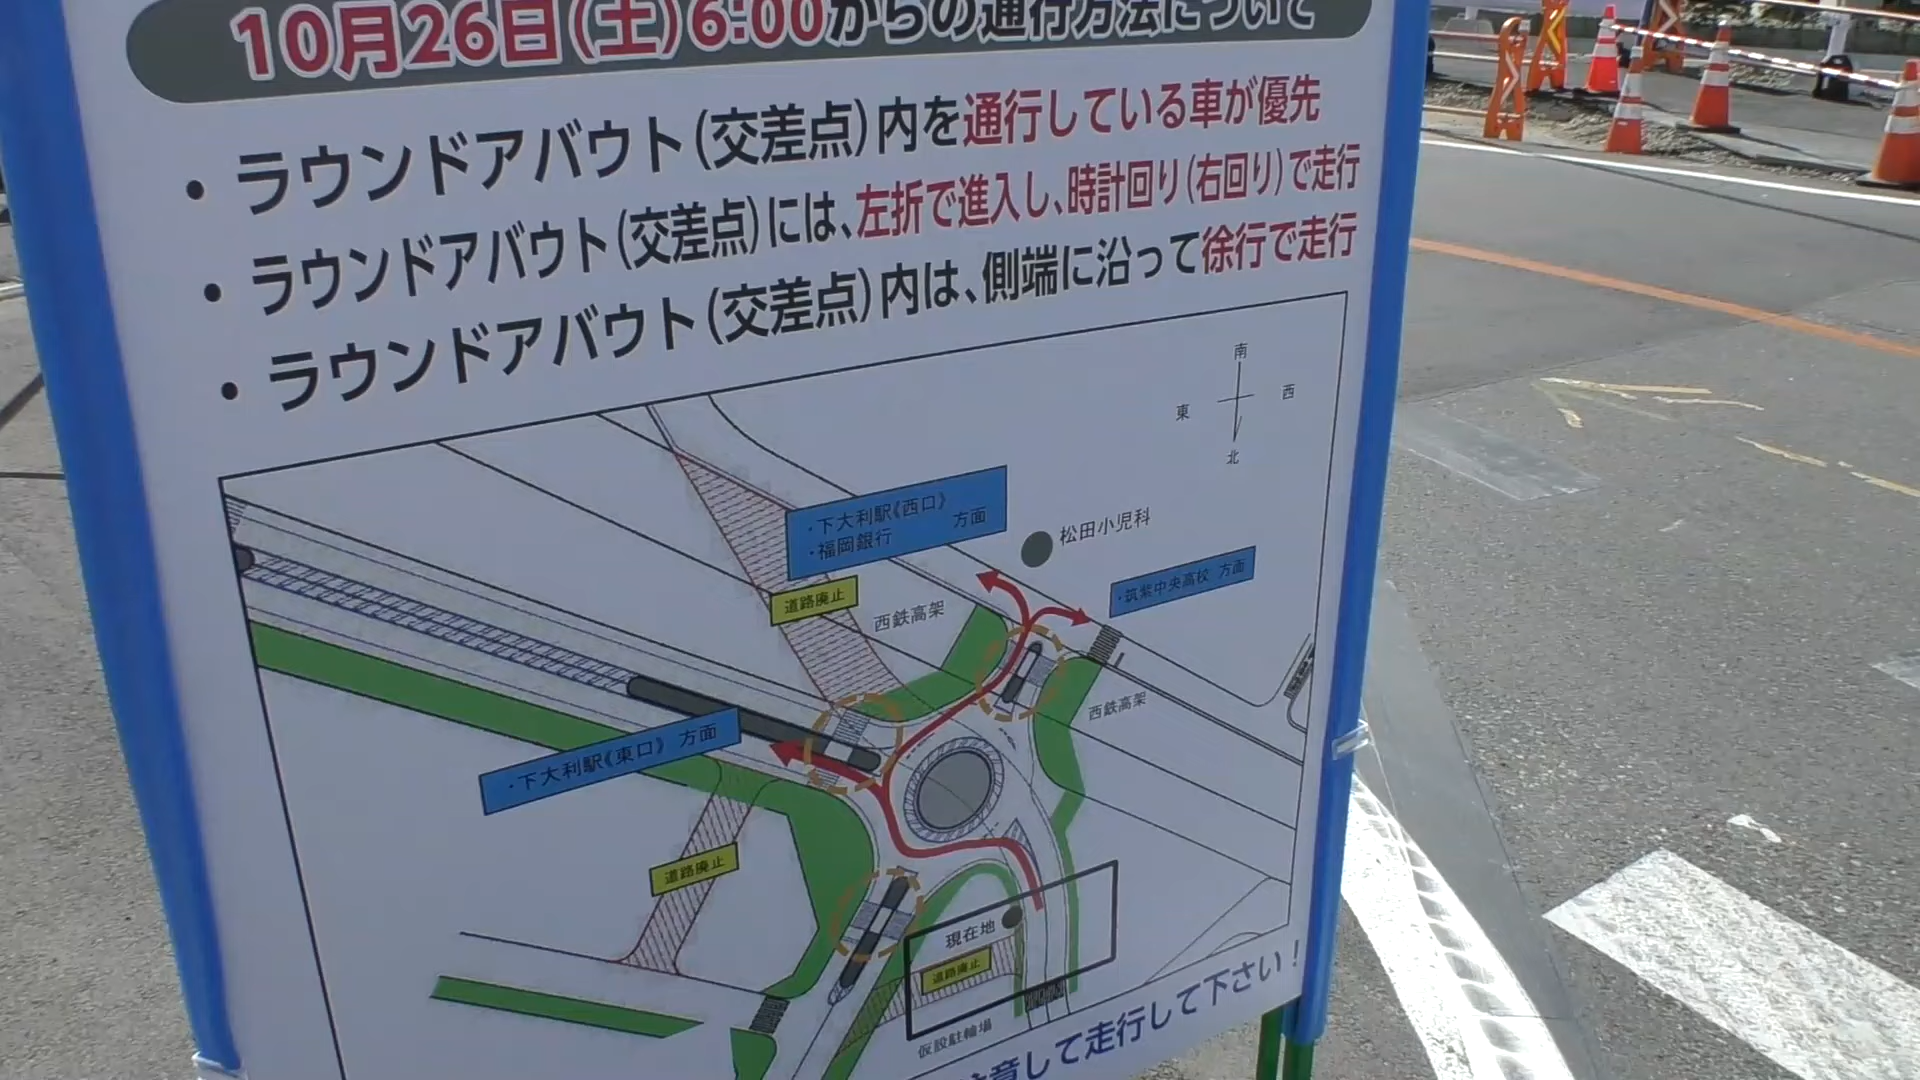 10月26日(土)6:00からの通行方法について
・ラウンドアバウト(交差点)内を通行している車が優先
・ラウンドアバウト(交差点)には、左折で進入し、時計回り(右回り)で走行
・ラウンドアバウト(交差点)内は、側端に沿って徐行で走行
南
東
西
北
・下大利駅《西口》
・福岡銀行
方面
松田小児科
・筑紫中央高校 方面
道路廃止
西鉄高架
西鉄高架
・下大利駅《東口》 方面
道路廃止
現在地
道路廃止
仮設駐輪場
注意して走行して下さい!